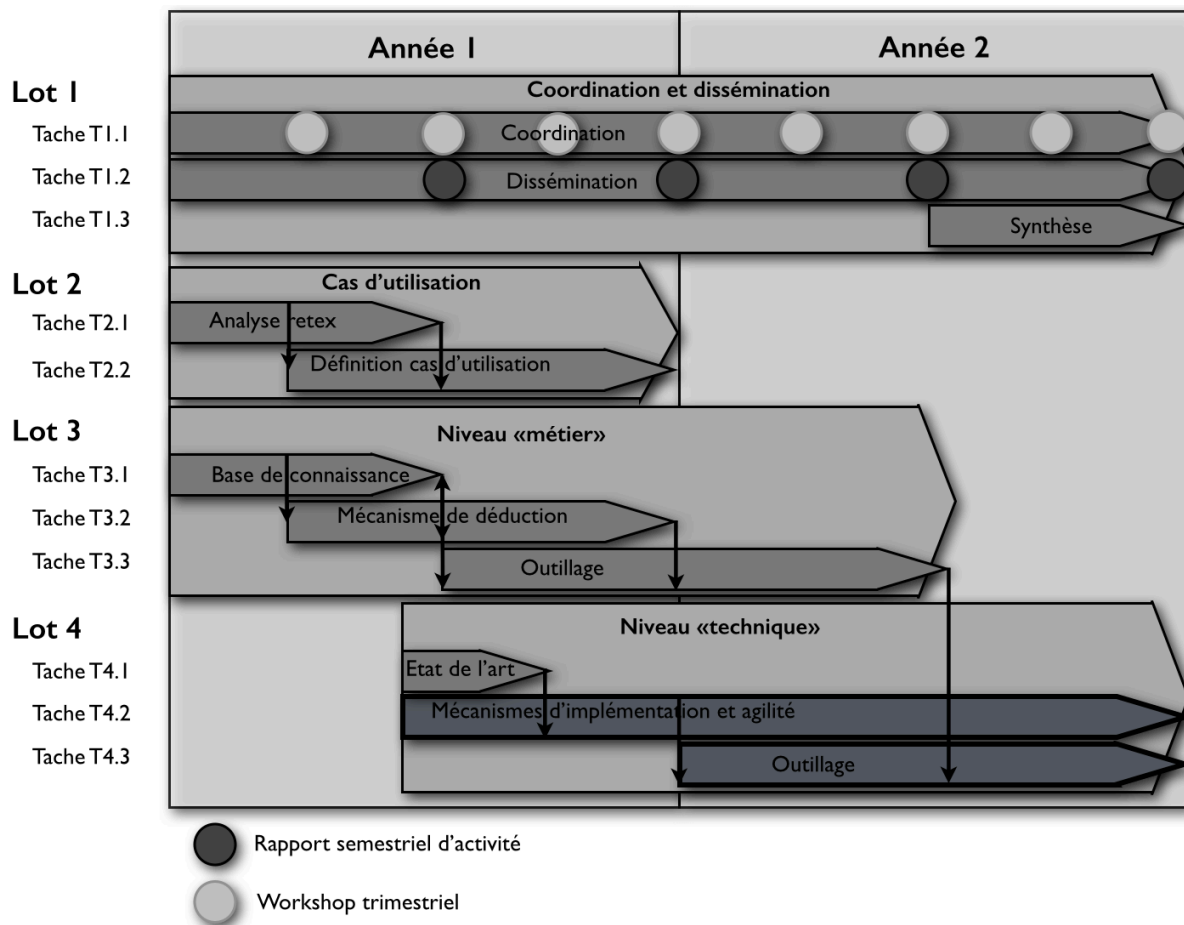 Année 1
Année 2
Lot 1
Coordination et dissémination
Tache T1.1
Coordination
Tache T1.2
Dissémination
Tache T1.3
Synthèse
Lot 2
Cas d'utilisation
Tache T2.1
Analyse retex
Tache T2.2
Définition cas d'utilisation
Lot 3
Niveau «métier»
Tache T3.1
Base de connaissance
Tache T3.2
Mécanisme de déduction
Tache T3.3
Outillage
Lot 4
Niveau «technique»
Tache T4.1
Etat de l'art
Tache T4.2
Mécanismes d'implémentation et agilité
Tache T4.3
Outillage
Rapport semestriel d'activité
Workshop trimestriel